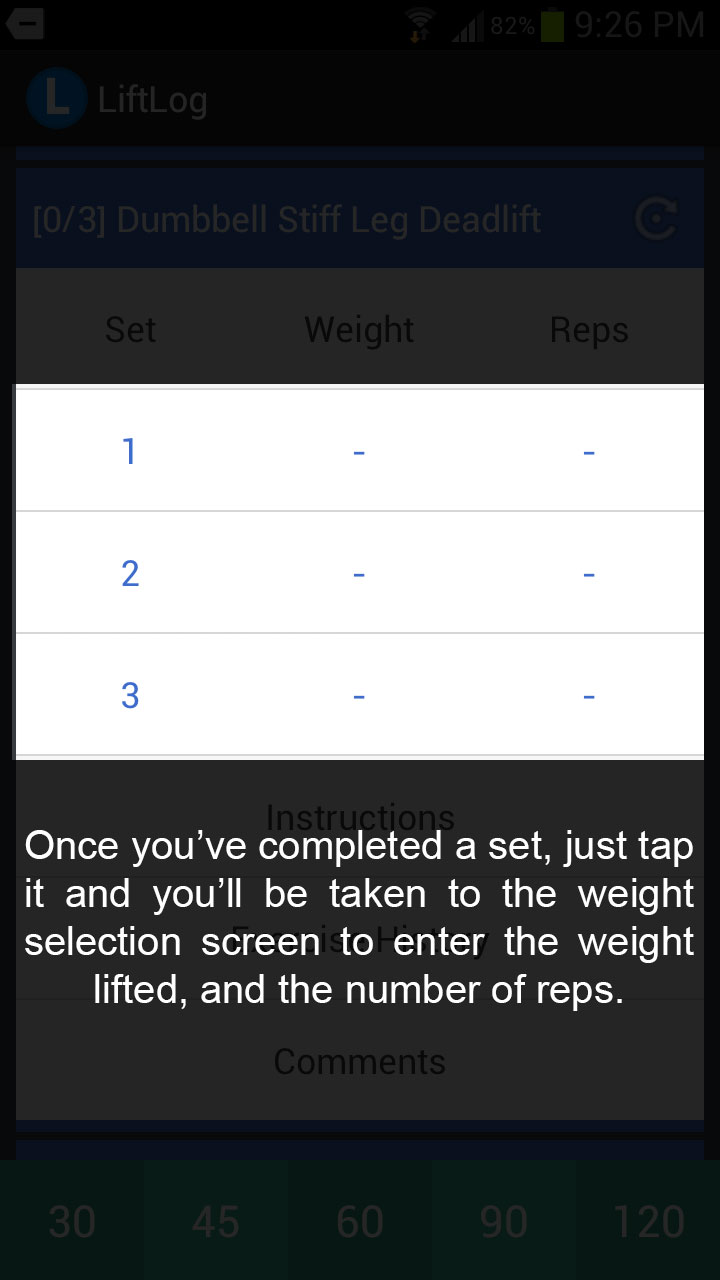 82% 9:26 PM
L LiftLog
[0/3] Dumbbell Stiff Leg Deadlift
Set Weight Reps
1 - -
2 - -
3 - -
Instructions
Once you’ve completed a set, just tap
it and you’ll be taken to the weight
Exercise History
selection screen to enter the weight
lifted, and the number of reps.
Comments
30 45 60 90 120